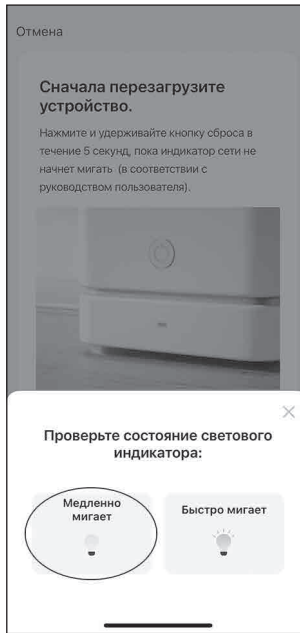 Отмена
Сначала перезагрузите
устройство.
Нажмите и удерживайте кнопку сброса в
течение 5 секунд, пока индикатор сети не
начнет мигать (в соответствии с
руководством пользователя).
Проверьте состояние светового
индикатора:
Медленно
мигает
Быстро мигает